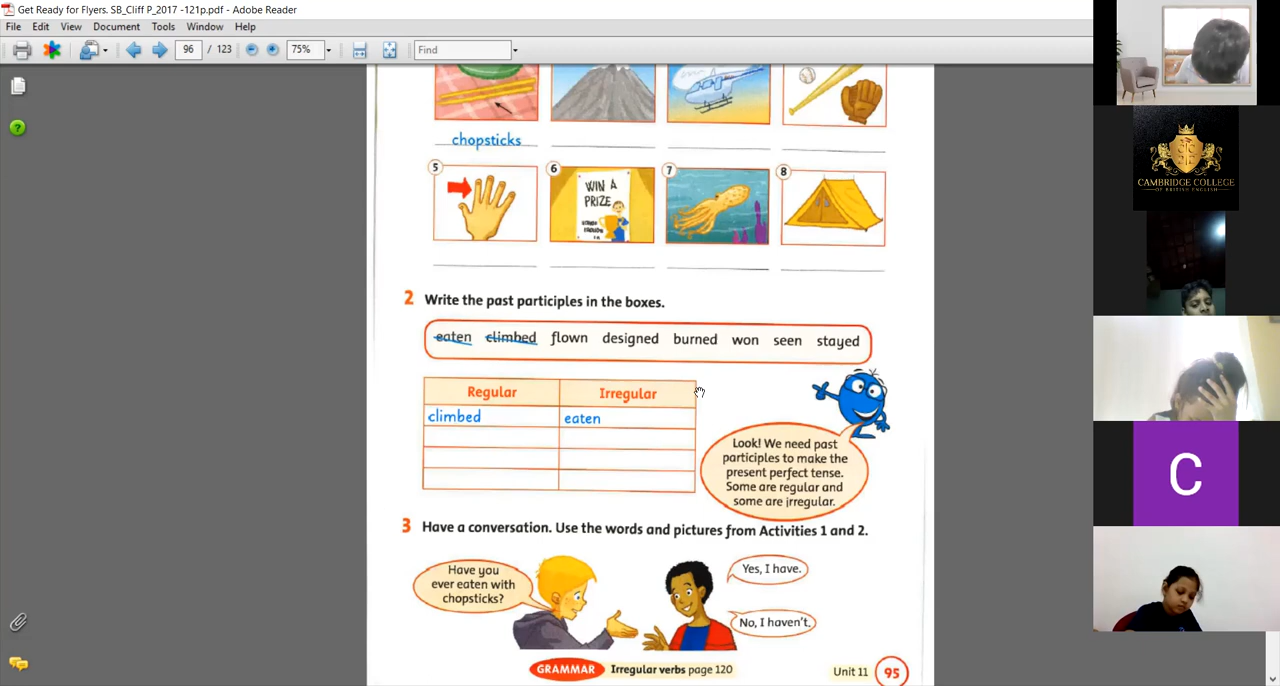 Get Ready for Flyers. SB_Cliff P_2017 -121p.pdf - Adobe Reader
File Edit View Document Tools Window Help
96 / 123 75% Find
chopsticks
5 6 7 8
WIN A
PRIZE
2 Write the past participles in the boxes.
eaten climbed flown designed burned won seen stayed
Regular Irregular
climbed eaten
Look! We need past
participles to make the
present perfect tense.
Some are regular and
some are irregular.
3 Have a conversation. Use the words and pictures from Activities 1 and 2.
Have you
ever eaten with
chopsticks?
Yes, I have.
No, I haven't.
GRAMMAR Irregular verbs page 120
Unit 11 95
CAMBRIDGE COLLEGE
OF BRITISH ENGLISH
C